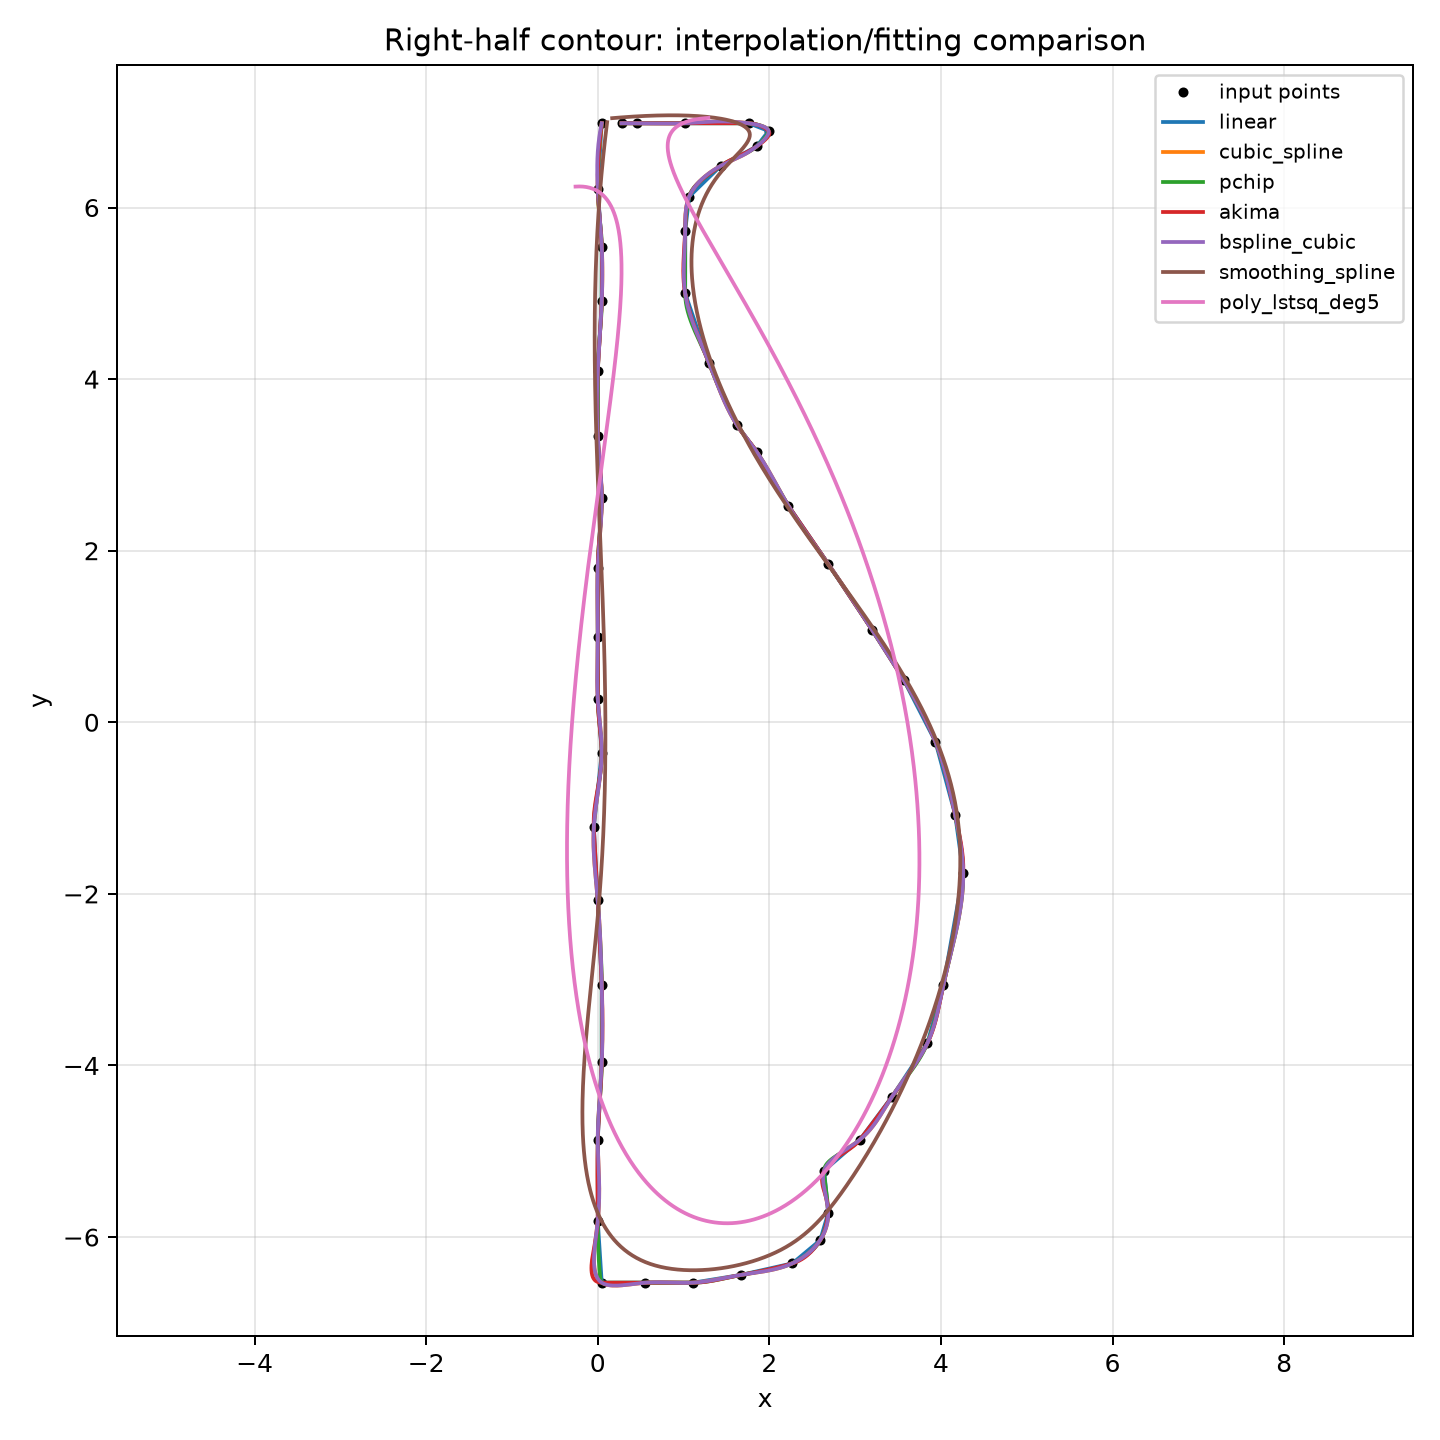 Right-half contour: interpolation/fitting comparison
input points
linear
cubic_spline
pchip
akima
bspline_cubic
smoothing_spline
poly_lstsq_deg5
6
4
2
0
−2
−4
−6
y
−4
−2
0
2
4
6
8
x